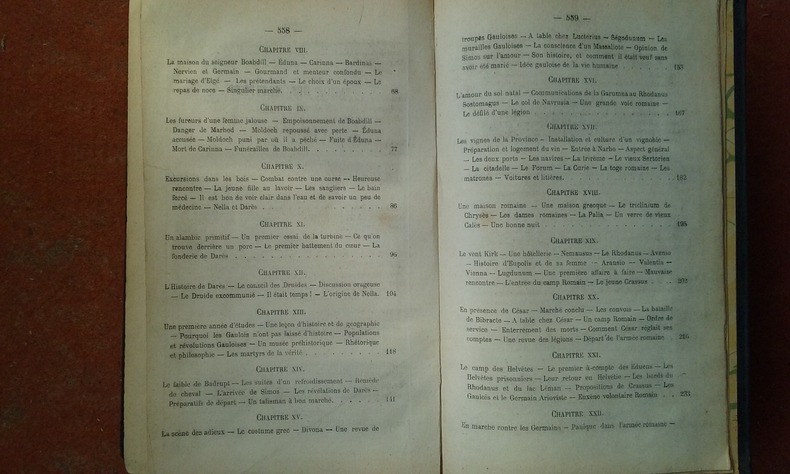 — 558 —
CHAPITRE VIII.
La maison du seigneur Boabdill — Éduna — Carinna — Bardinus —
Nervien et Germain — Gourmand et menteur confondu — Le
mariage d'Elgé — Les prétendants — Le choix d'un époux — Le
repas de noce — Singulier marché. 68
CHAPITRE IX.
Les fureurs d'une femme jalouse — Empoisonnement de Boabdill —
Danger de Marbod — Moldoch repoussé avec perte — Éduna
accusée — Moldoch puni par où il a péché — Fuite d'Éduna —
Mort de Carinna — Funérailles de Boabdill. 77
CHAPITRE X.
Excursions dans les bois — Combat contre une ourse — Heureuse
rencontre — La jeune fille au lavoir — Les sangliers — Le bain
forcé — Il est bon de voir clair dans l'eau et de savoir un peu de
médecine — Nella et Darès 86
CHAPITRE XI.
Un alambic primitif — Un premier essai de la turbine — Ce qu'on
trouve derrière un porc — Le premier battement du cœur — La
fonderie de Darès
CHAPITRE XII.
L'Histoire de Darès — Le conseil des Druides — Discussion orageuse
— Le Druide excommunié — Il était temps ! — L'origine de Nella. 104
CHAPITRE XIII.
Une première année d'études — Une leçon d'histoire et de géographie
— Pourquoi les Gaulois n'ont pas laissé d'histoire — Populations
et révolutions Gauloises — Un musée préhistorique — Rhétorique
et philosophie — Les martyrs de la vérité 118
CHAPITRE XIV.
Le faible de Budrupt — Les suites d'un refroidissement — Remède
de cheval — L'arrivée de Simos — Les révélations de Darès —
Préparatifs de départ — Un talisman à bon marché. 141
CHAPITRE XV.
La scène des adieux — Le costume grec — Divona — Une revue de
— 559 —
troupes Gauloises — A table chez Luctérius — Ségodunum — Les
murailles Gauloises — La conscience d'un Massaliote — Opinion de
Simos sur l'amour — Son histoire, et comment il était veuf sans
avoir été marié — Idée gauloise de la vie humaine
CHAPITRE XVI.
L'amour du sol natal — Communications de la Garumna au Rhodanus
Sostomagus — Le col de Navrusia — Une grande voie romaine —
Le défilé d'une légion 167
CHAPITRE XVII.
Les vignes de la Province — Installation et culture d'un vignoble —
Préparation et logement du vin — Entrée à Narbo — Aspect général
— Les deux ports — Les navires — La trirème — Le vieux Sertorien
— La citadelle — Le Forum — La Curie — La toge romaine — Les
matrones — Voitures et litières. 182
CHAPITRE XVIII.
Une maison romaine — Une maison grecque — Le triclinum de
Chrysès — Les dames romaines — La Palla — Un verre de vieux
Calès — Une bonne nuit 195
CHAPITRE XIX.
Le vent Kirk — Une hôtellerie — Nemausus — Le Rhodanus — Avenio
— Histoire d'Eupolis et de sa femme — Arausio — Valentia —
Vienna — Lugdunum — Une première affaire à faire — Mauvaise
rencontre — L'entrée du camp Romain — Le jeune Crassus 202
CHAPITRE XX.
En présence de César — Marché conclu — Les convois — La bataille
de Bibracte — A table chez César — Un camp Romain — Ordre de
service — Enterrement des morts — Comment César réglait ses
comptes — Une revue des légions — Départ de l'armée romaine 216
CHAPITRE XXI.
Le camp des Helvètes — Le premier à-compte des Éduens — Les
Helvètes prisonniers — Leur retour en Helvétie — Les bords du
Rhodanus et du lac Léman — Propositions de Crassus — Les
Gaulois et le Germain Arioviste — Euxène volontaire Romain 223
CHAPITRE XXII.
En marche contre les Germains — Panique dans l'armée romaine —